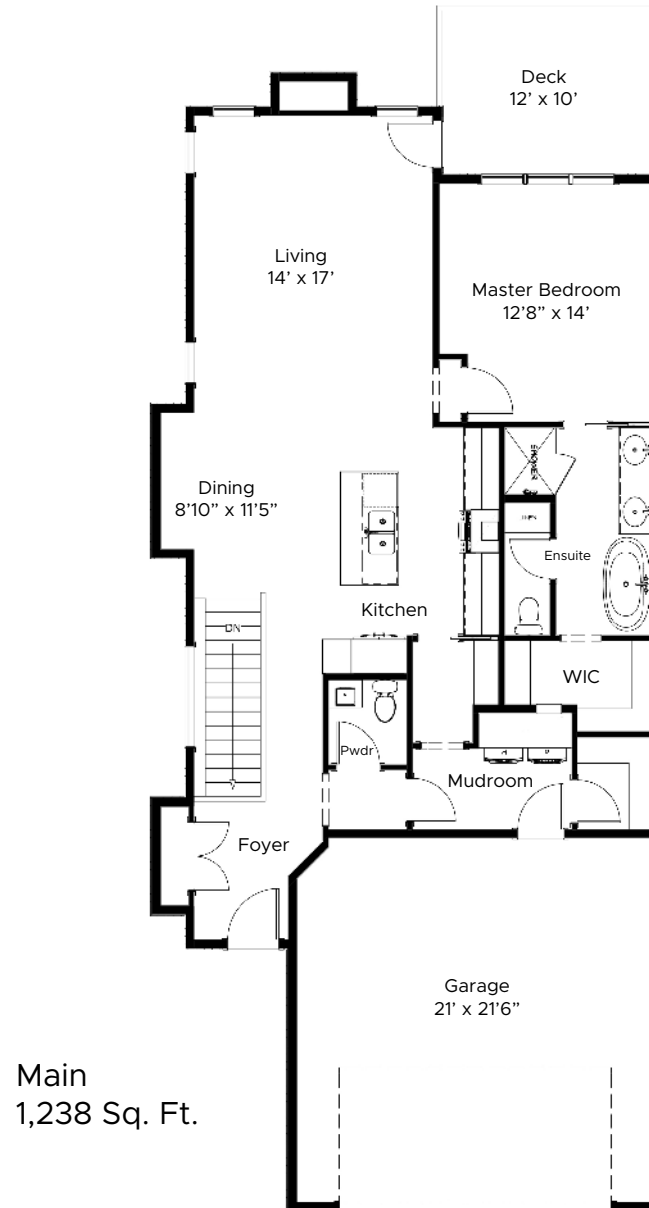 Deck
12’ x 10’
Living
14’ x 17’
Master Bedroom
12’8” x 14’
SHOWER
Dining
8’10” x 11’5”
Ensuite
Kitchen
DN
WIC
Pwdr
Mudroom
Foyer
Garage
21’ x 21’6”
Main
1,238 Sq. Ft.